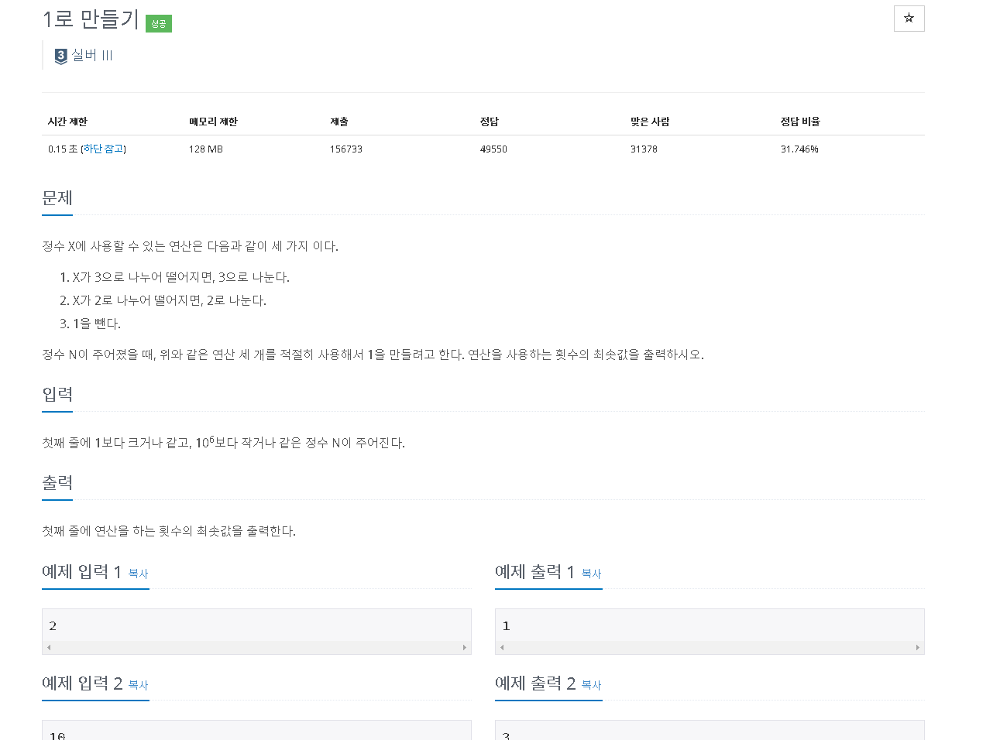 1로 만들기 성공
☆
3 실버 III
시간 제한 메모리 제한 제출 정답 맞은 사람 정답 비율
0.15 초 (하단 참고) 128 MB 156733 49550 31378 31.746%
문제
정수 X에 사용할 수 있는 연산은 다음과 같이 세 가지 이다.
1. X가 3으로 나누어 떨어지면, 3으로 나눈다.
2. X가 2로 나누어 떨어지면, 2로 나눈다.
3. 1을 뺀다.
정수 N이 주어졌을 때, 위와 같은 연산 세 개를 적절히 사용해서 1을 만들려고 한다. 연산을 사용하는 횟수의 최솟값을 출력하시오.
입력
첫째 줄에 1보다 크거나 같고, 10⁶보다 작거나 같은 정수 N이 주어진다.
출력
첫째 줄에 연산을 하는 횟수의 최솟값을 출력한다.
예제 입력 1 복사
2
예제 출력 1 복사
1
예제 입력 2 복사
10
예제 출력 2 복사
3